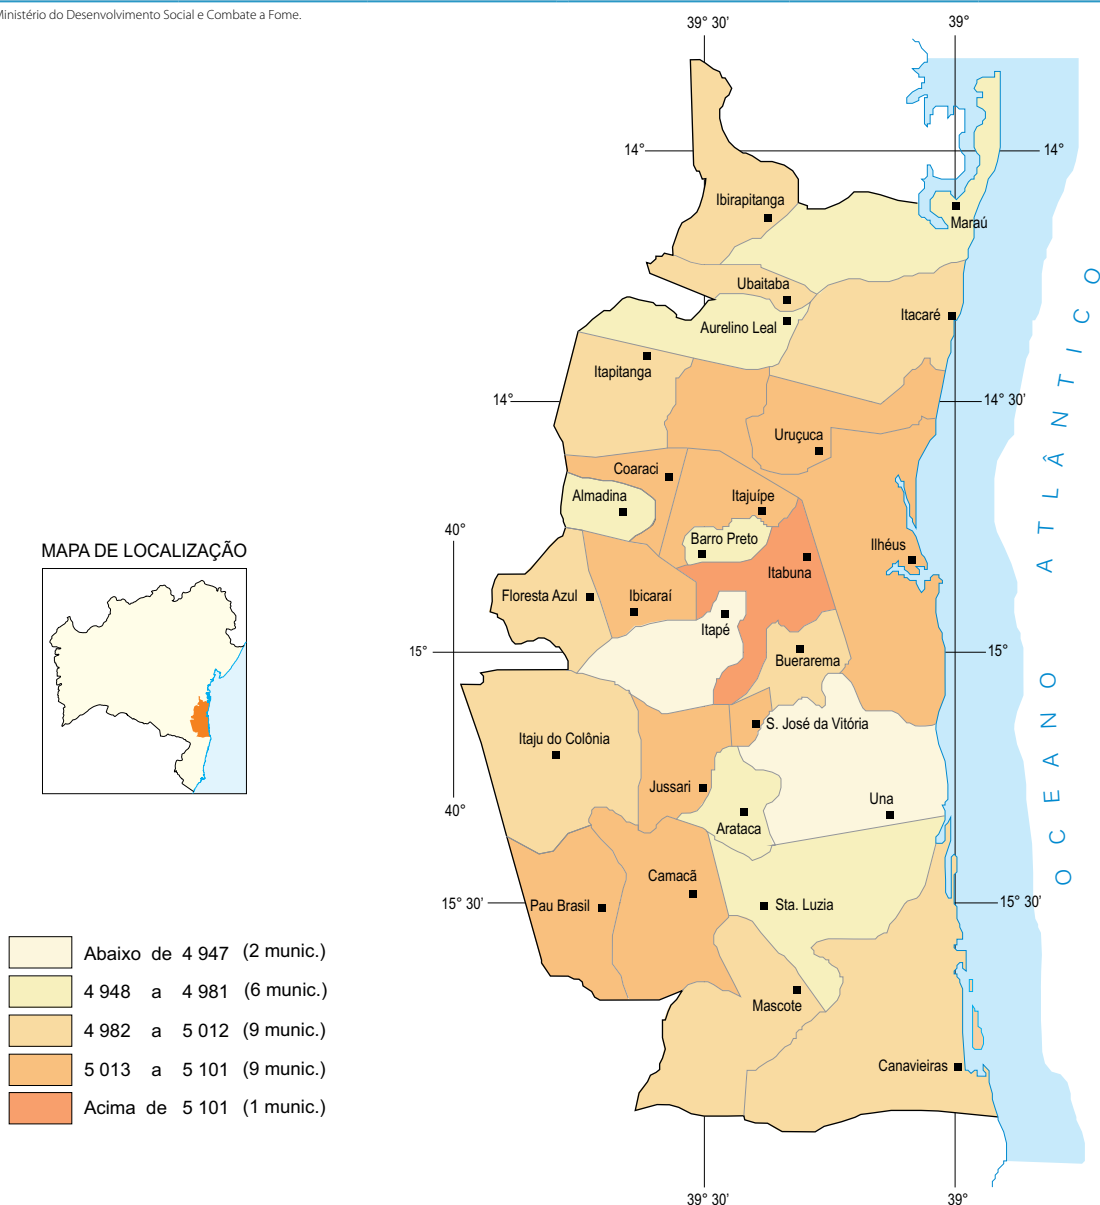 Ministério do Desenvolvimento Social e Combate a Fome.
39° 30'
39°
14°
14°
Ibirapitanga
Maraú
Ubaitaba
Itacaré
Aurelino Leal
Itapitanga
14°
14° 30'
Uruçuca
Coaraci
Almadina
Itajuípe
40°
Barro Preto
Ilhéus
MAPA DE LOCALIZAÇÃO
Itabuna
Floresta Azul
Ibicaraí
Itapé
15°
15°
Buerarema
S. José da Vitória
Itaju do Colônia
Jussari
Una
40°
Arataca
Camacã
15° 30'
Pau Brasil
Sta. Luzia
15° 30'
Mascote
Canavieiras
OCEANO ATLÂNTICO
Abaixo de 4 947 (2 munic.)
4 948 a 4 981 (6 munic.)
4 982 a 5 012 (9 munic.)
5 013 a 5 101 (9 munic.)
Acima de 5 101 (1 munic.)
39° 30'
39°